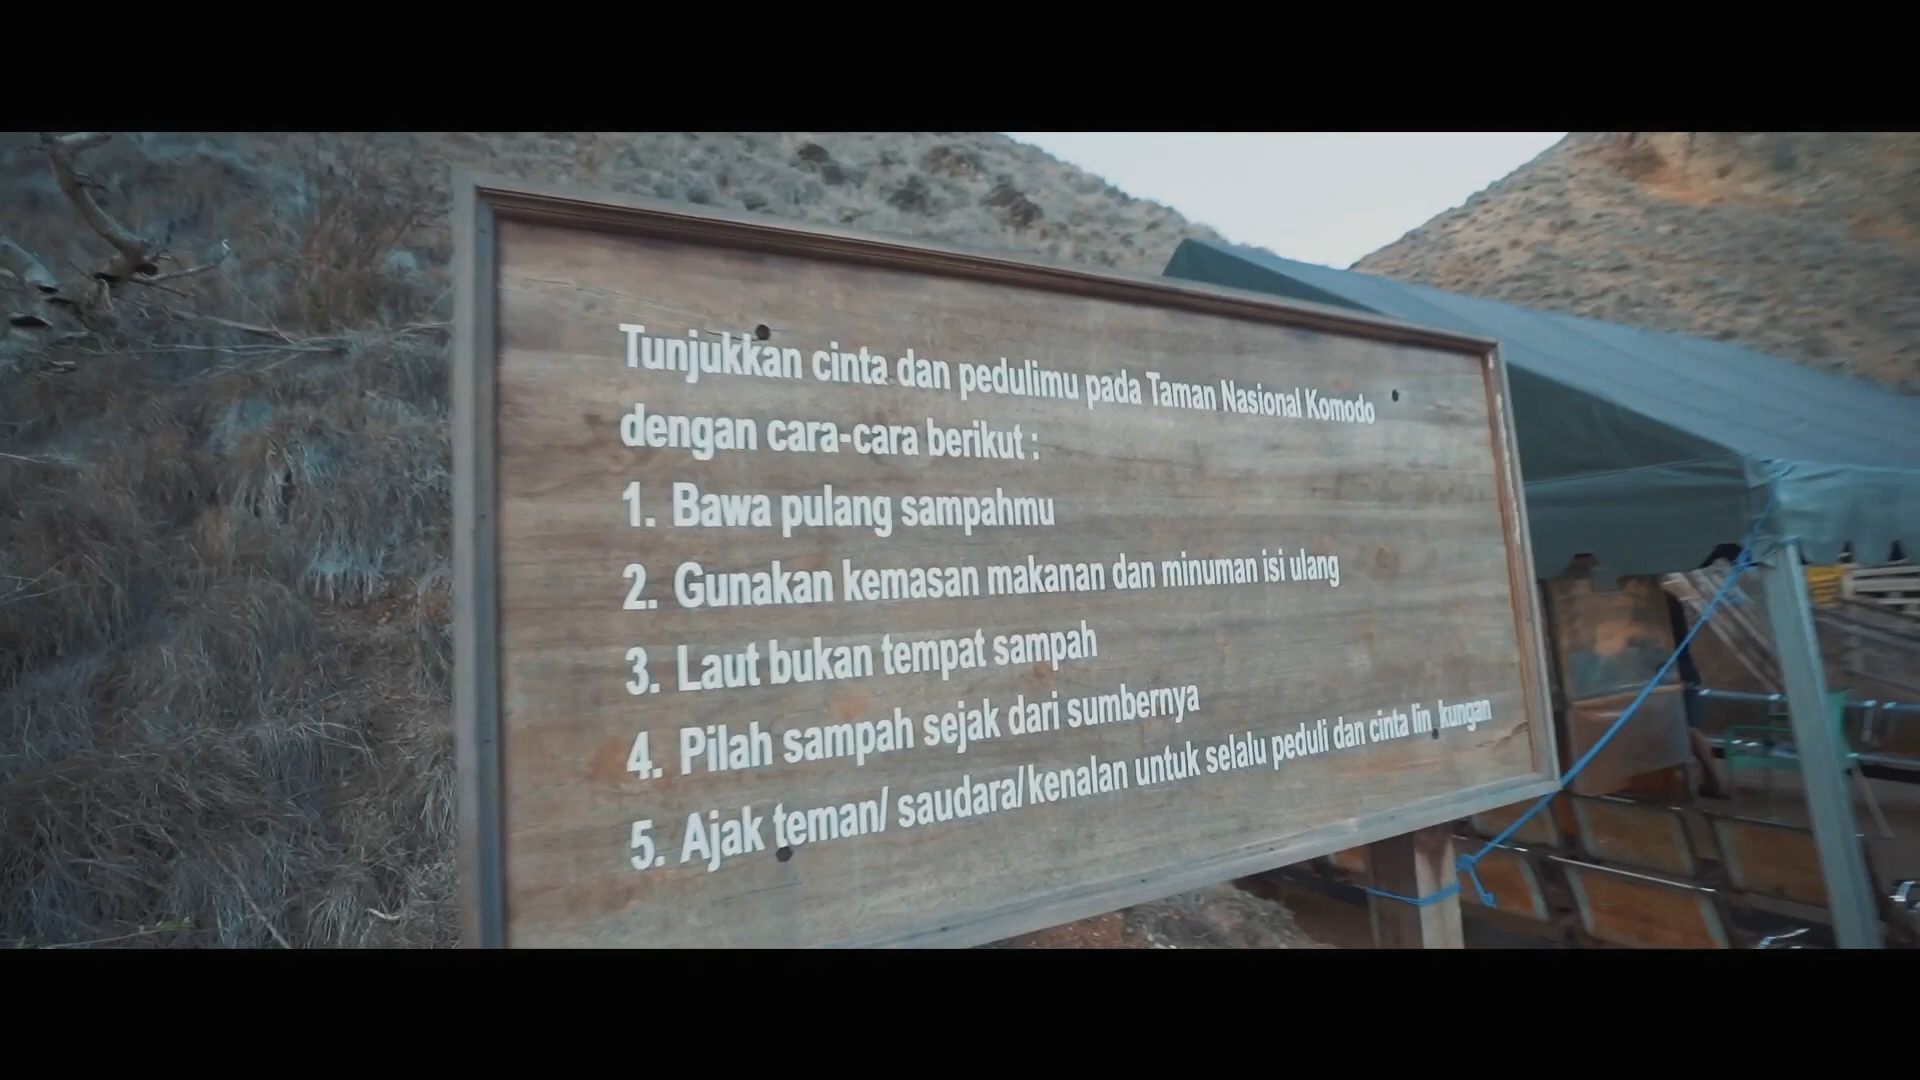 Tunjukkan cinta dan pedulimu pada Taman Nasional Komodo
dengan cara-cara berikut :
1. Bawa pulang sampahmu
2. Gunakan kemasan makanan dan minuman isi ulang
3. Laut bukan tempat sampah
4. Pilah sampah sejak dari sumbernya
5. Ajak teman/ saudara/ kenalan untuk selalu peduli dan cinta lin kungan